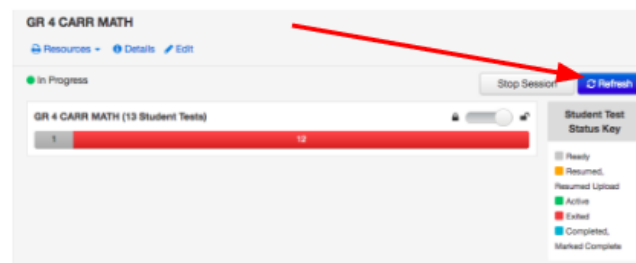 GR 4 CARR MATH
Resources Details Edit
In Progress
Stop Session Refresh
GR 4 CARR MATH (13 Student Tests)
1 12
Student Test
Status Key
Ready
Resumed,
Resumed Upload
Active
Exited
Completed,
Marked Complete